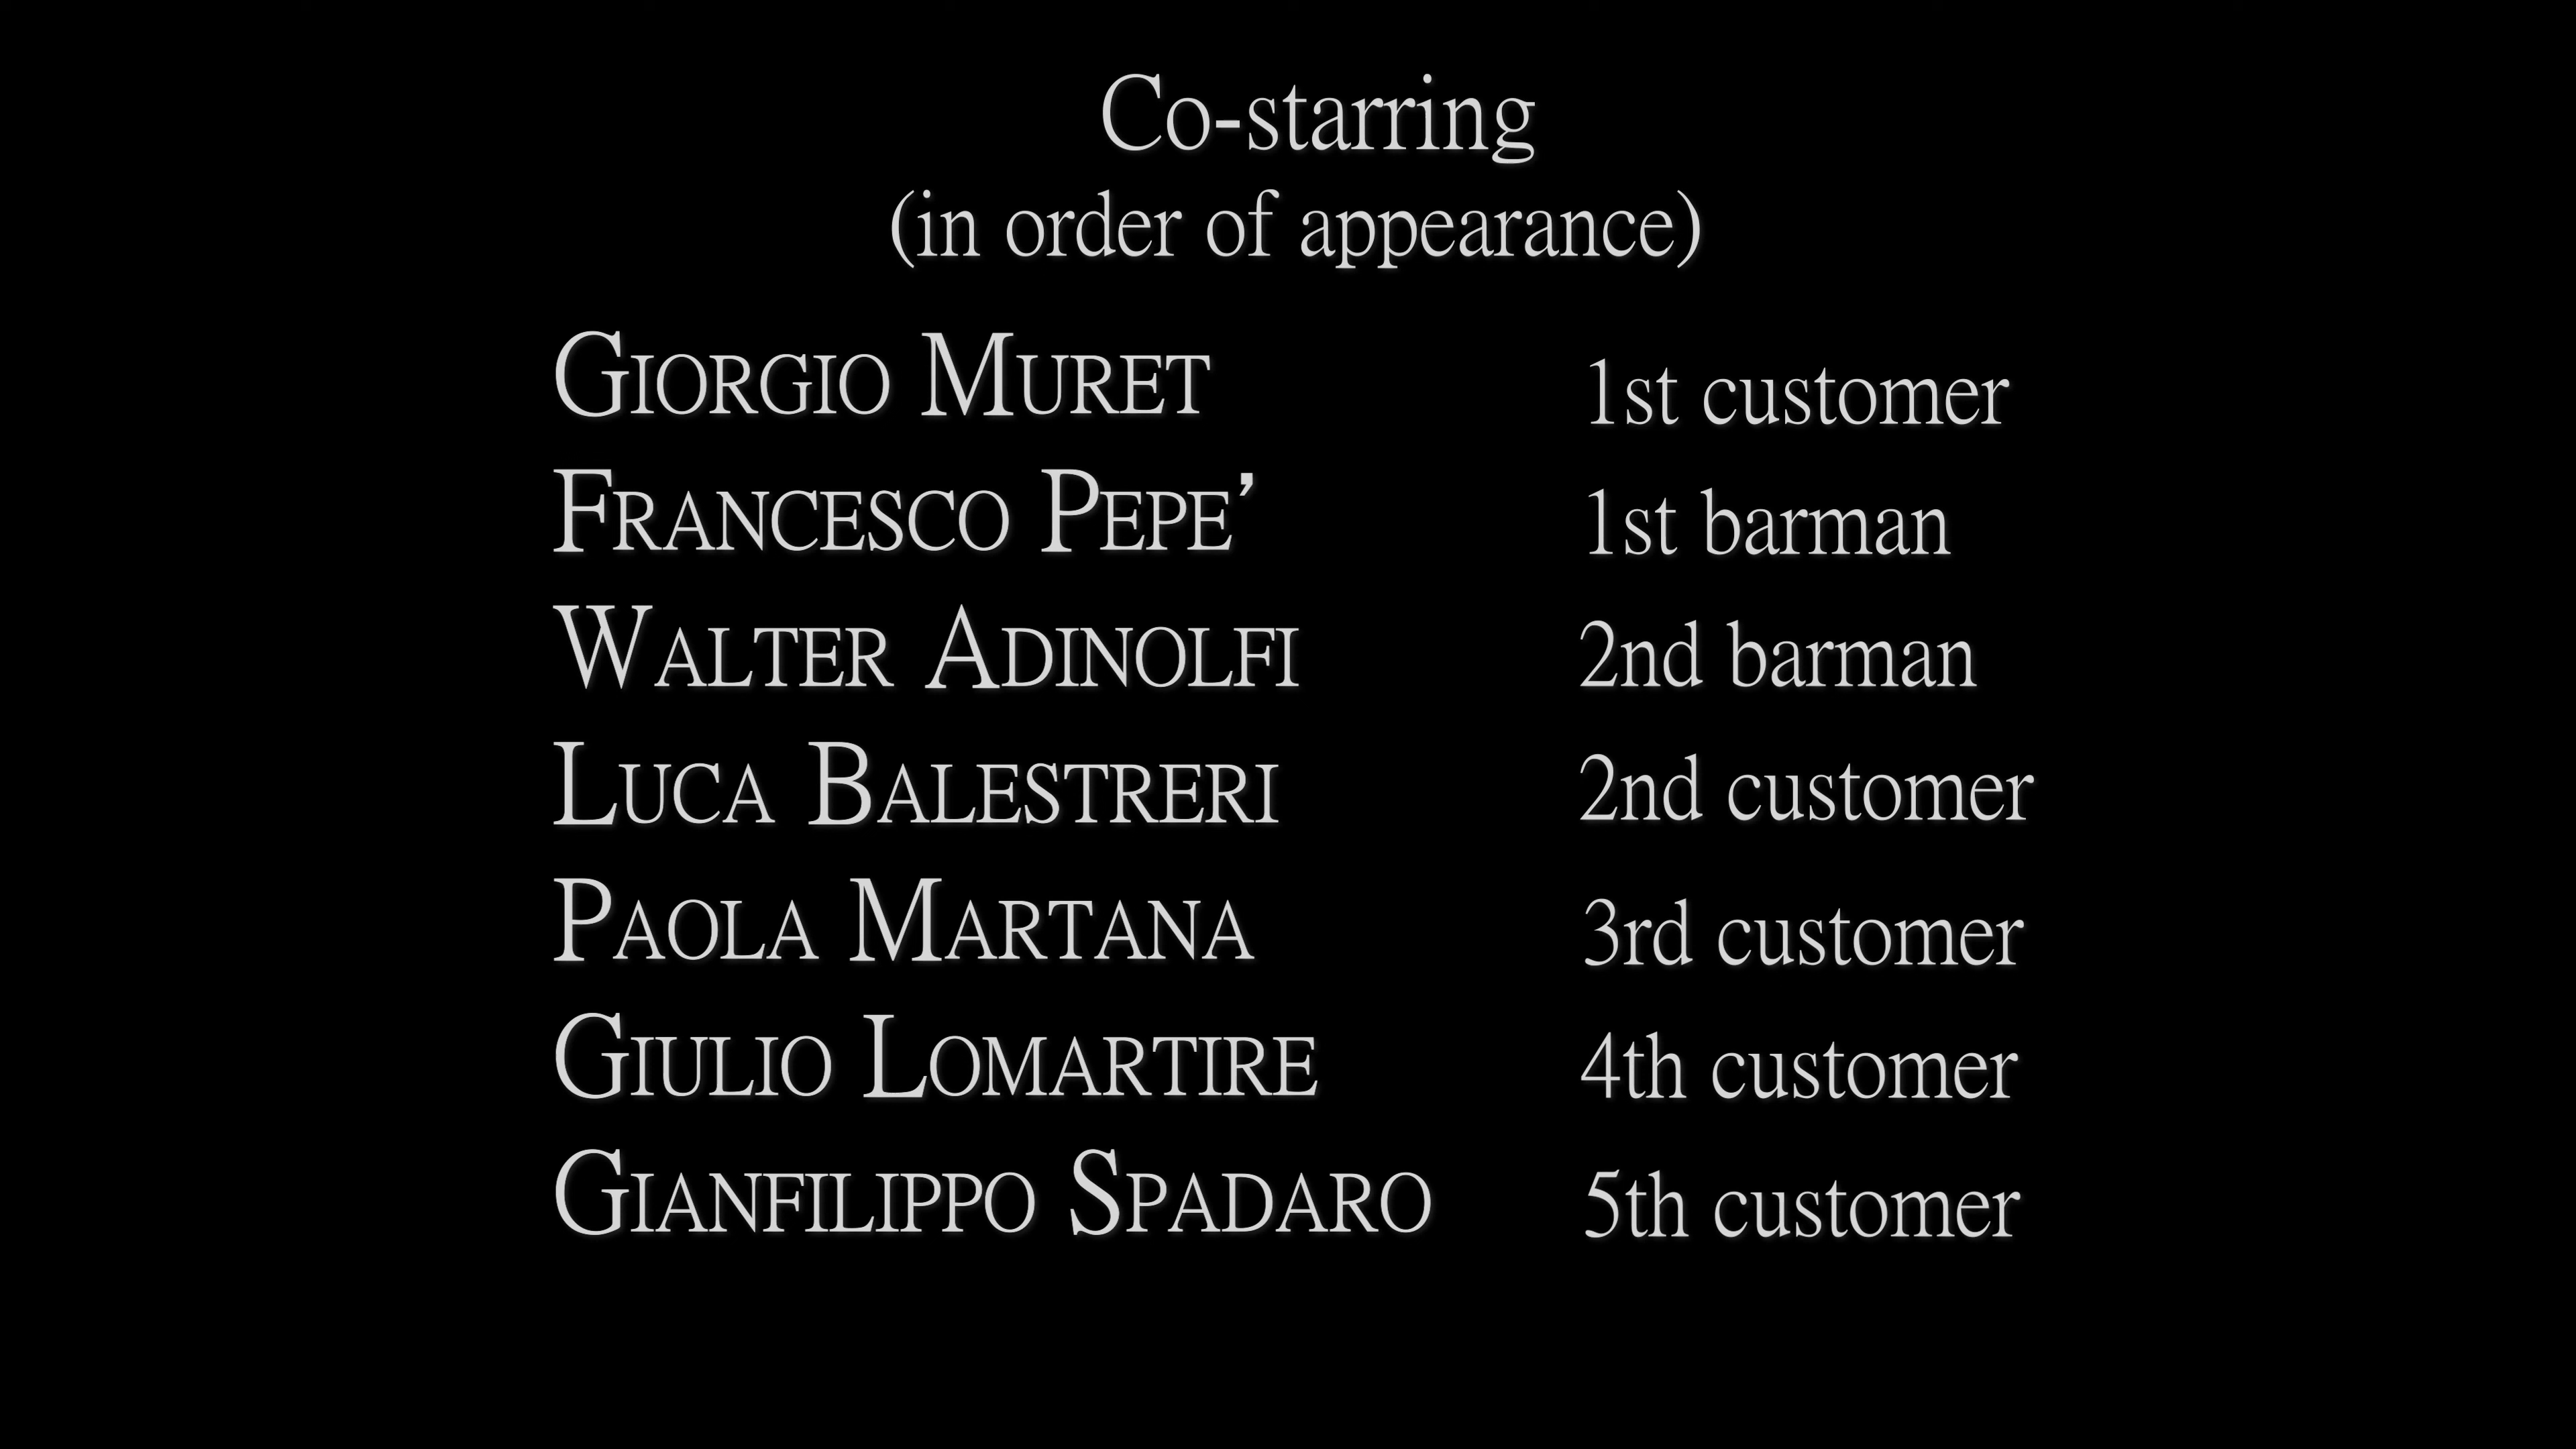 Co-starring
(in order of appearance)
GIORGIO MURET 1st customer
FRANCESCO PEPE’ 1st barman
WALTER ADINOLFI 2nd barman
LUCA BALESTRERI 2nd customer
PAOLA MARTANA 3rd customer
GIULIO LOMARTIRE 4th customer
GIANFILIPPO SPADARO 5th customer